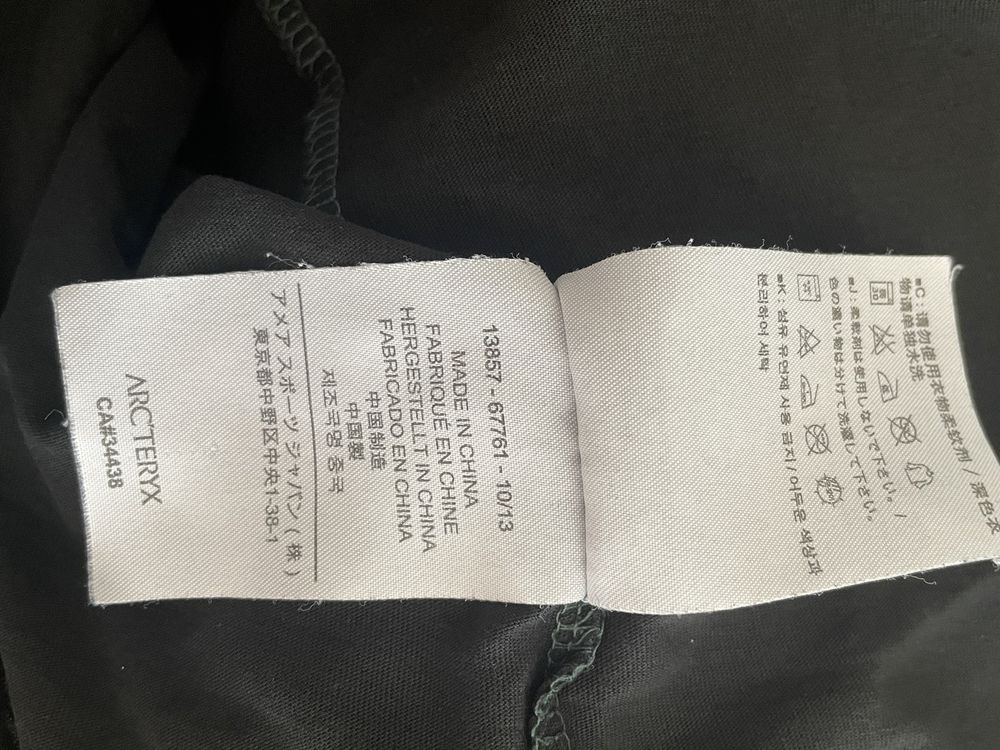 13857 - 67761 - 10/13
MADE IN CHINA
FABRIQUÉ EN CHINE
HERGESTELLT IN CHINA
FABRICADO EN CHINA
中国制造
中國製
제조국명 중국
アメア スポーツ ジャパン ( 株 )
東京都中野区中央1-38-1
ARC'TERYX
CA#34438
■C : 请勿使用衣物柔软剂 / 深色衣
物请单独水洗
■J : 柔軟剤は使用しないで下さい。 /
色の濃い物は分けて洗濯して下さい。
■K : 섬유 유연제 사용 금지 / 어두운 색상과
분리하여 세탁